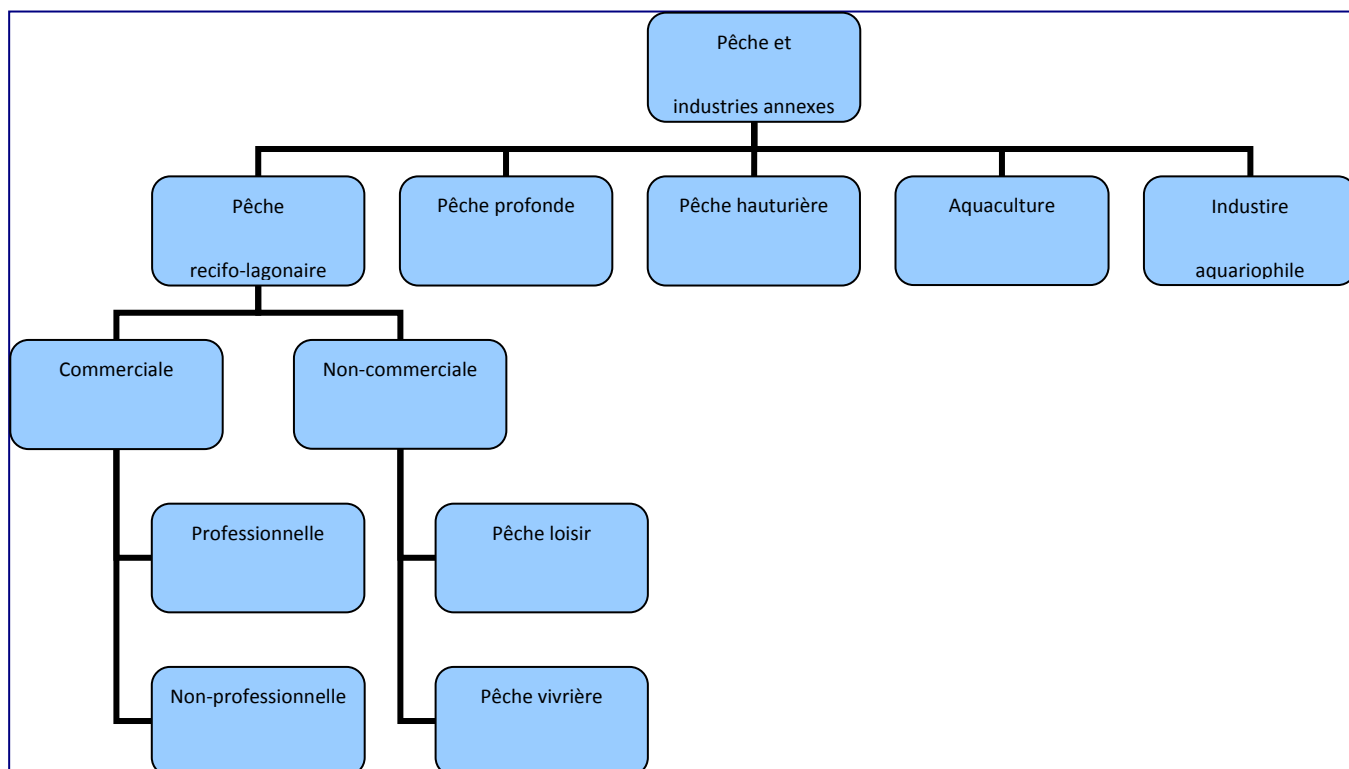 Pêche et
industries annexes
Pêche
recifo-lagonaire
Pêche profonde
Pêche hauturière
Aquaculture
Industire
aquariophile
Commerciale
Non-commerciale
Professionnelle
Pêche loisir
Non-professionnelle
Pêche vivrière